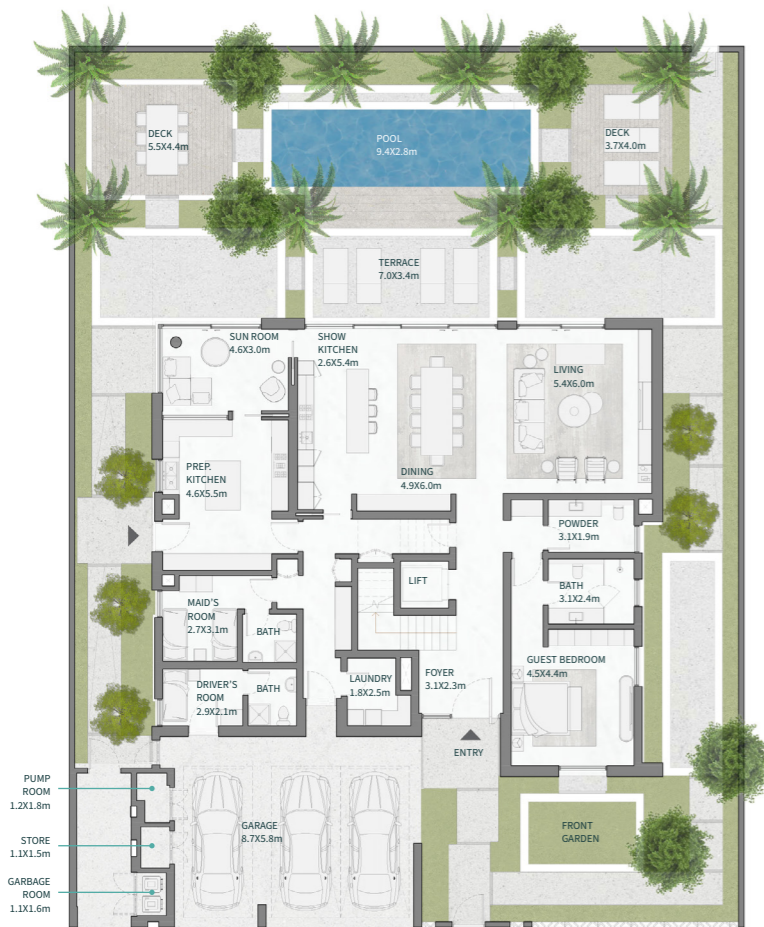 DECK
5.5X4.4m
POOL
9.4X2.8m
DECK
3.7X4.0m
TERRACE
7.0X3.4m
SUN ROOM
4.6X3.0m
SHOW
KITCHEN
2.6X5.4m
LIVING
5.4X6.0m
PREP.
KITCHEN
4.6X5.5m
DINING
4.9X6.0m
POWDER
3.1X1.9m
LIFT
BATH
3.1X2.4m
MAID'S
ROOM
2.7X3.1m
BATH
GUEST BEDROOM
4.5X4.4m
DRIVER'S
ROOM
2.9X2.1m
BATH
LAUNDRY
1.8X2.5m
FOYER
3.1X2.3m
ENTRY
PUMP
ROOM
1.2X1.8m
STORE
1.1X1.5m
GARBAGE
ROOM
1.1X1.6m
GARAGE
8.7X5.8m
FRONT
GARDEN